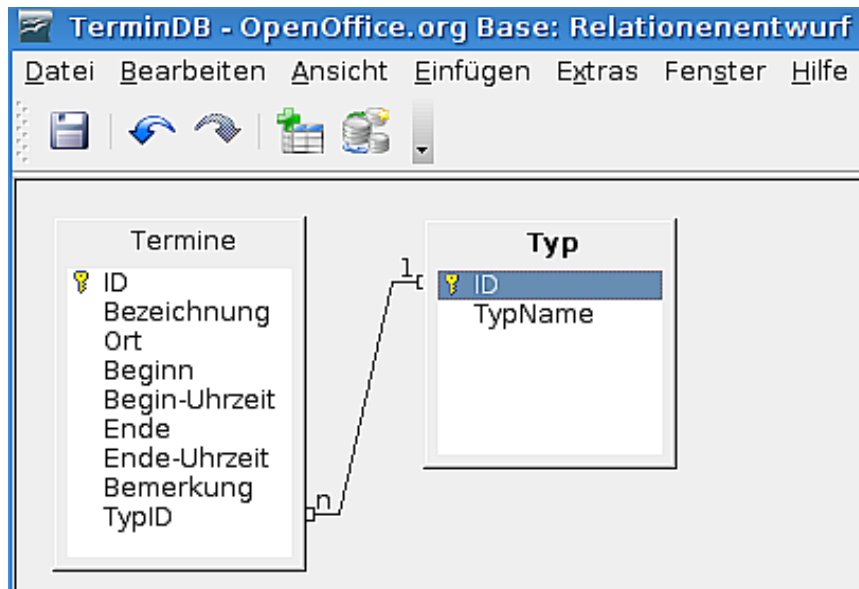 TerminDB - OpenOffice.org Base: Relationenentwurf
Datei Bearbeiten Ansicht Einfügen Extras Fenster Hilfe
Termine
ID
Bezeichnung
Ort
Beginn
Begin-Uhrzeit
Ende
Ende-Uhrzeit
Bemerkung
TypID
n
1
Typ
ID
TypName